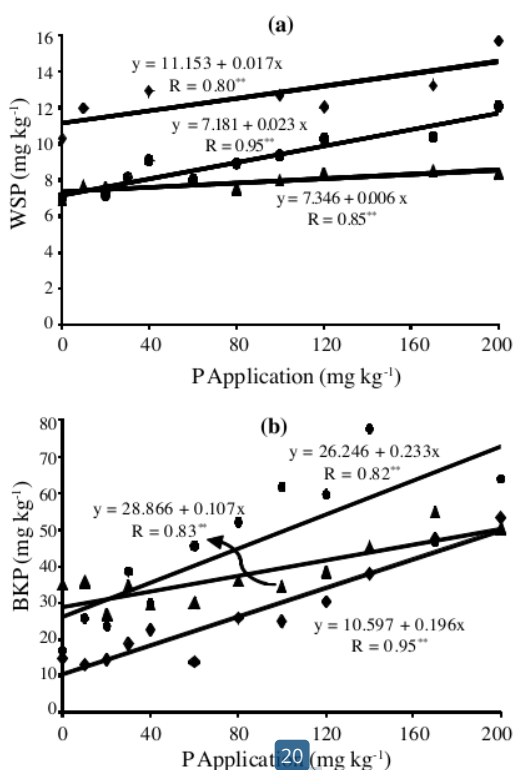 (a)
16
14
12
10
8
6
4
2
0
WSP (mg kg⁻¹)
y = 11.153 + 0.017x
R = 0.80**
y = 7.181 + 0.023 x
R = 0.95**
y = 7.346 + 0.006 x
R = 0.85**
0 40 80 120 160 200
P Application (mg kg⁻¹)
(b)
80
70
60
50
40
30
20
10
0
BKP (mg kg⁻¹)
y = 26.246 + 0.233x
R = 0.82**
y = 28.866 + 0.107x
R = 0.83**
y = 10.597 + 0.196x
R = 0.95**
0 40 80 120 160 200
P Application (mg kg⁻¹)
20